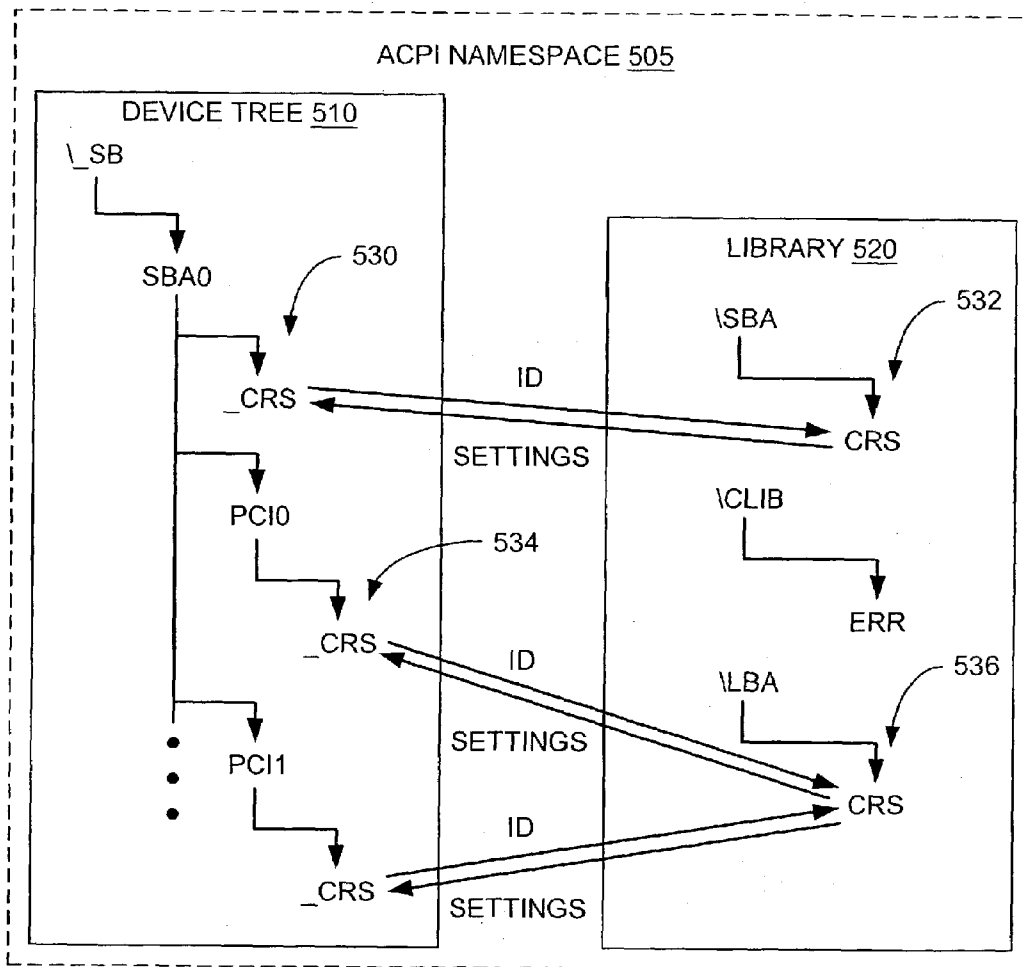 ACPI NAMESPACE 505
DEVICE TREE 510
\_SB
SBA0
530
_CRS
PCI0
534
_CRS
PCI1
_CRS
ID
SETTINGS
ID
SETTINGS
ID
SETTINGS
LIBRARY 520
\SBA
532
CRS
\CLIB
ERR
\LBA
536
CRS